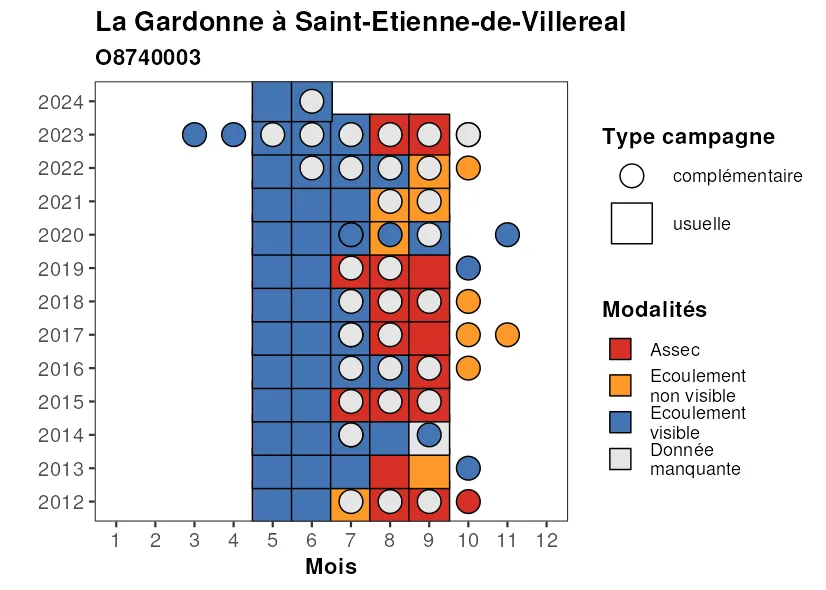 La Gardonne à Saint-Etienne-de-Villereal
O8740003
2024
2023
2022
2021
2020
2019
2018
2017
2016
2015
2014
2013
2012
1 2 3 4 5 6 7 8 9 10 11 12
Mois
Type campagne
complémentaire
usuelle
Modalités
Assec
Ecoulement
non visible
Ecoulement
visible
Donnée
manquante